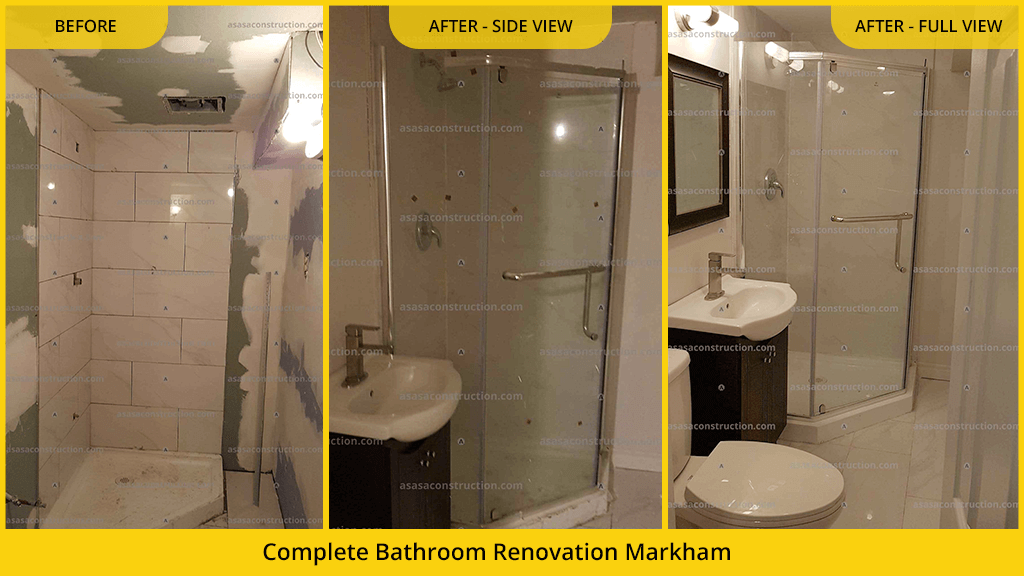 BEFORE
AFTER - SIDE VIEW
AFTER - FULL VIEW
asasaconstruction.com
Complete Bathroom Renovation Markham